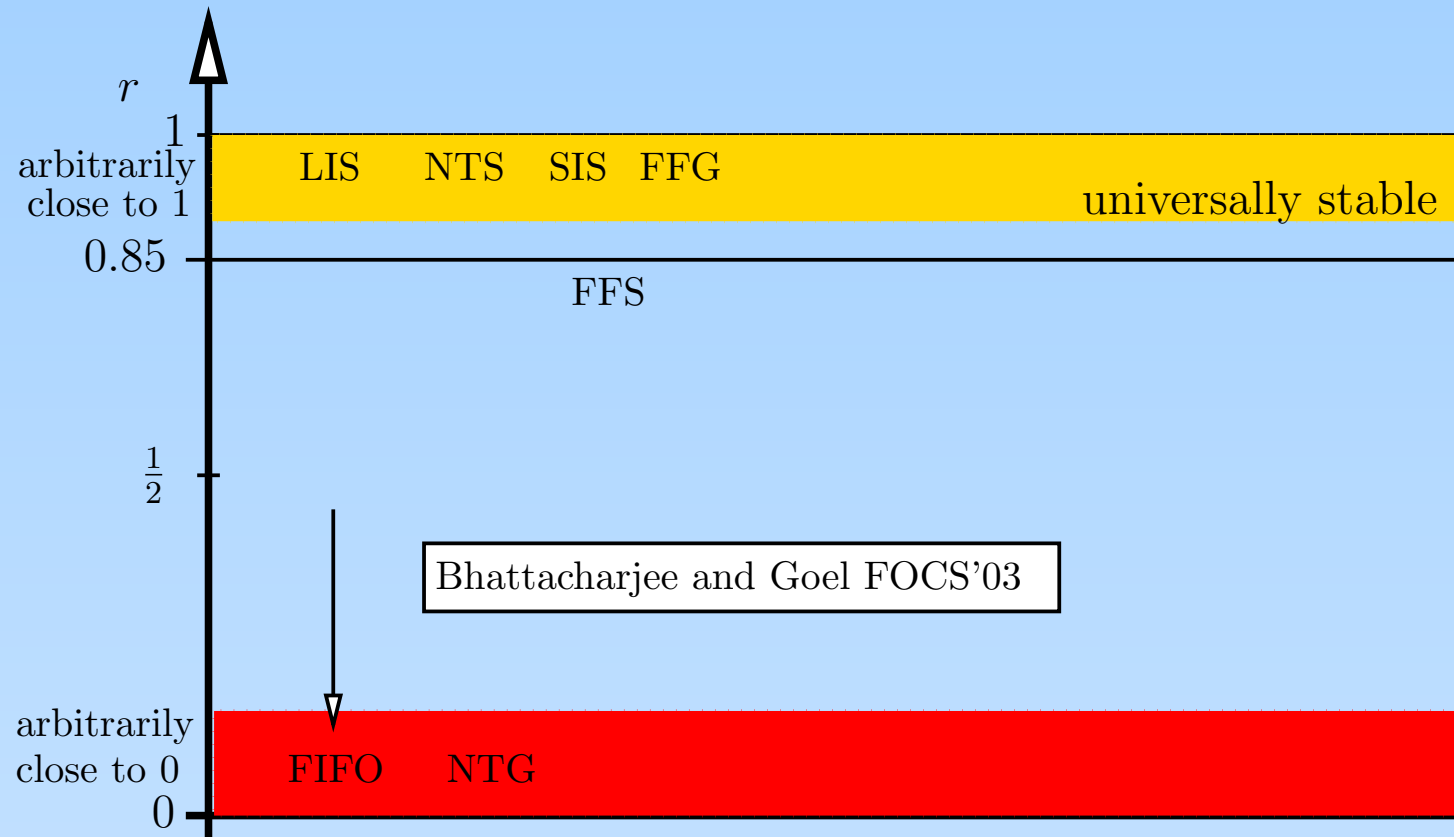 r
1
arbitrarily
close to 1
LIS NTS SIS FFG
universally stable
0.85
FFS
1/2
Bhattacharjee and Goel FOCS'03
arbitrarily
close to 0
FIFO NTG
0